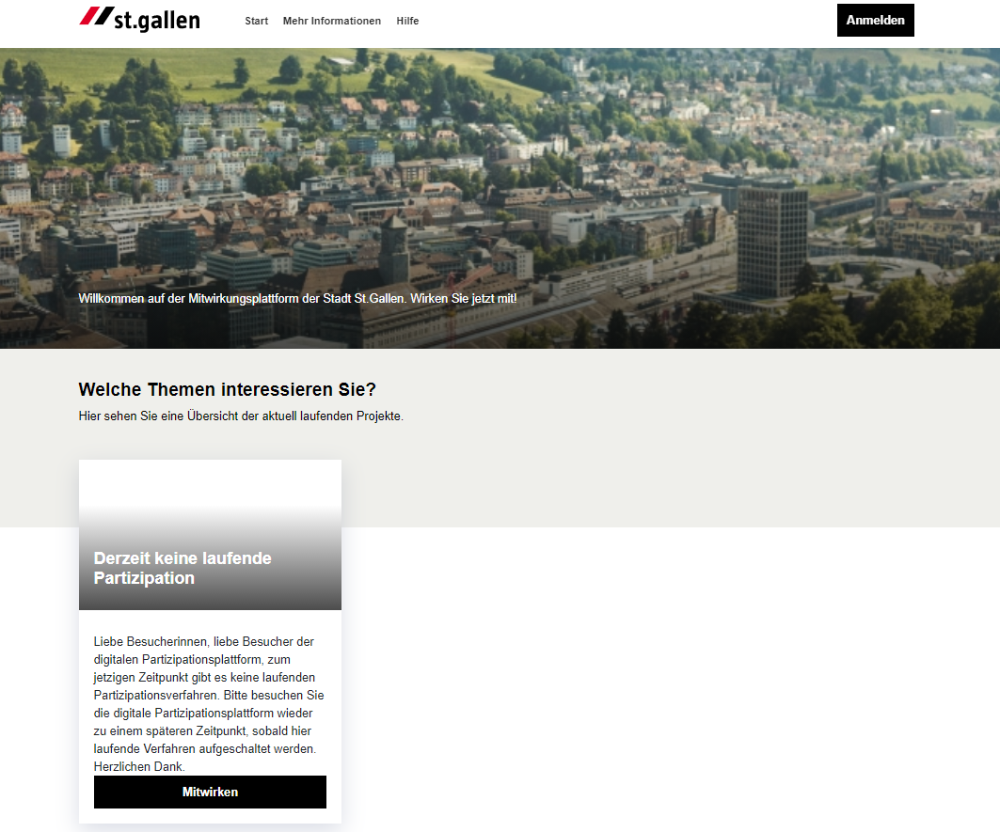 st.gallen
Start Mehr Informationen Hilfe
Anmelden
Willkommen auf der Mitwirkungsplattform der Stadt St.Gallen. Wirken Sie jetzt mit!
Welche Themen interessieren Sie?
Hier sehen Sie eine Übersicht der aktuell laufenden Projekte.
Derzeit keine laufende
Partizipation
Liebe Besucherinnen, liebe Besucher der
digitalen Partizipationsplattform, zum
jetzigen Zeitpunkt gibt es keine laufenden
Partizipationsverfahren. Bitte besuchen Sie
die digitale Partizipationsplattform wieder
zu einem späteren Zeitpunkt, sobald hier
laufende Verfahren aufgeschaltet werden.
Herzlichen Dank.
Mitwirken